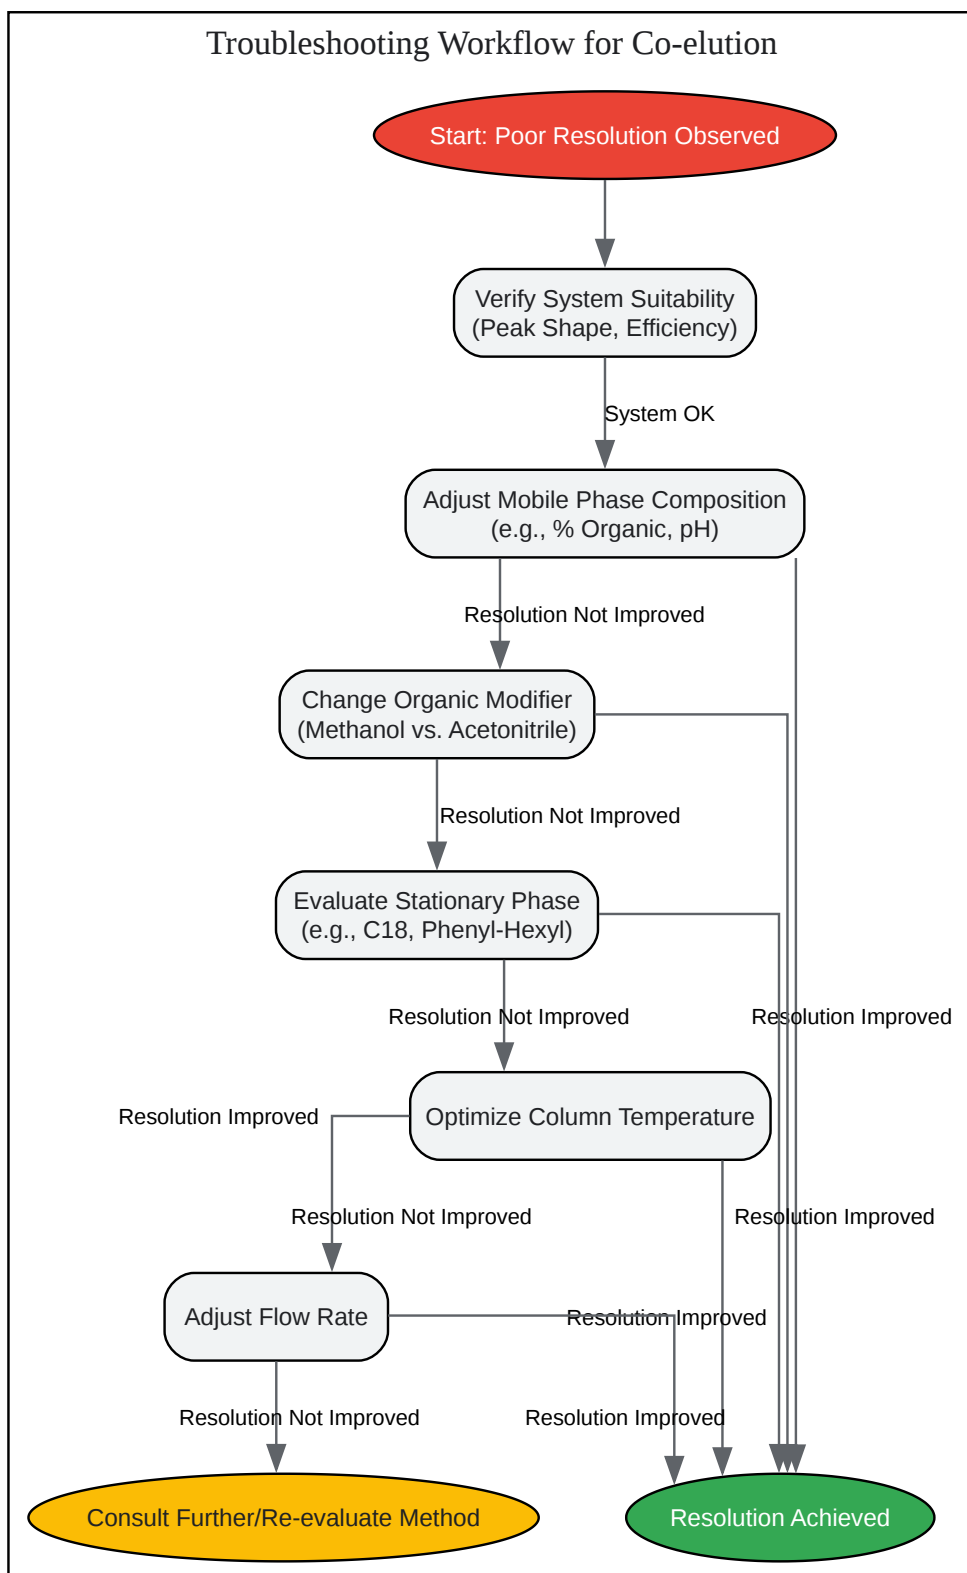 Troubleshooting Workflow for Co-elution
Start: Poor Resolution Observed
Verify System Suitability
(Peak Shape, Efficiency)
System OK
Adjust Mobile Phase Composition
(e.g., % Organic, pH)
Resolution Not Improved
Change Organic Modifier
(Methanol vs. Acetonitrile)
Resolution Not Improved
Evaluate Stationary Phase
(e.g., C18, Phenyl-Hexyl)
Resolution Not Improved
Resolution Improved
Resolution Improved
Optimize Column Temperature
Resolution Not Improved
Resolution Improved
Adjust Flow Rate
Resolution Improved
Resolution Not Improved
Resolution Improved
Consult Further/Re-evaluate Method
Resolution Achieved